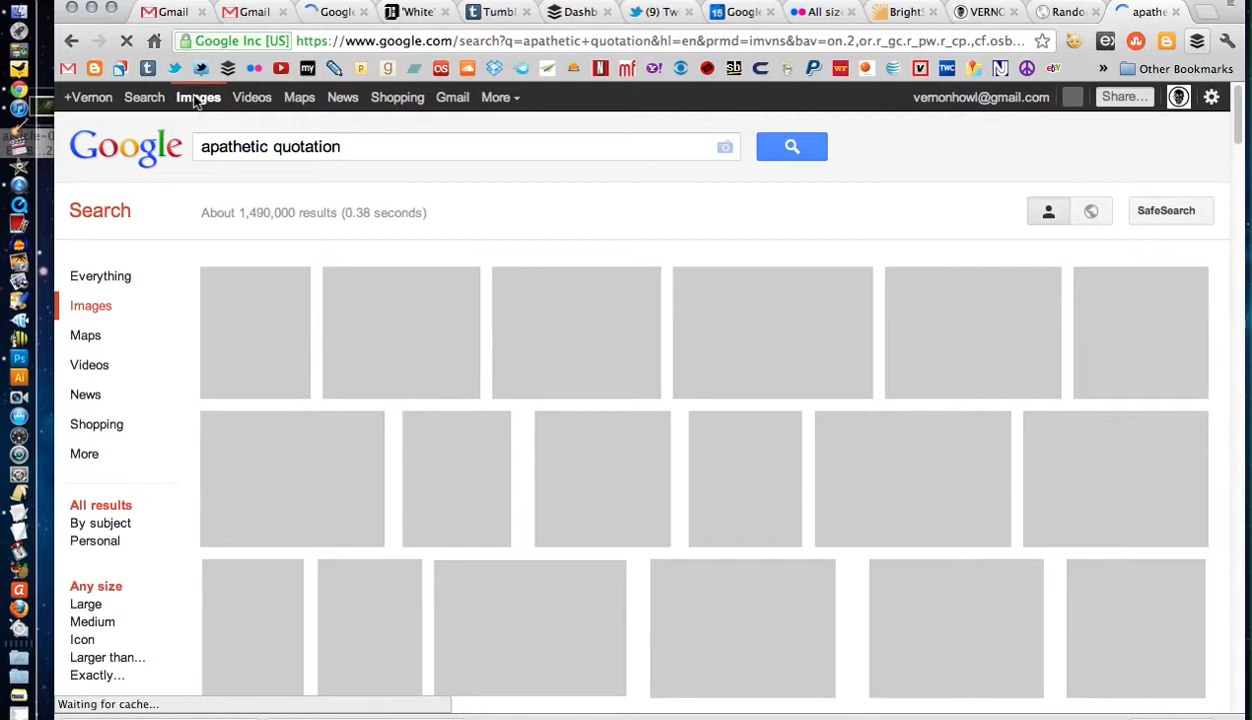 Gmail × Gmail × Google × 'White' × Tumbl × Dashb × (9) Tw × 15 Google × All size × BrightS × VERNO × Rando × apathe ×
Google Inc [US] https://www.google.com/search?q=apathetic+quotation&hl=en&prmd=imvns&bav=on.2,or.r_gc.r_pw.r_cp.,cf.osb...
Other Bookmarks
+Vernon Search Images Videos Maps News Shopping Gmail More vernonhowl@gmail.com Share...
Google apathetic quotation
Search About 1,490,000 results (0.38 seconds) SafeSearch
Everything
Images
Maps
Videos
News
Shopping
More
All results
By subject
Personal
Any size
Large
Medium
Icon
Larger than...
Exactly...
Waiting for cache...